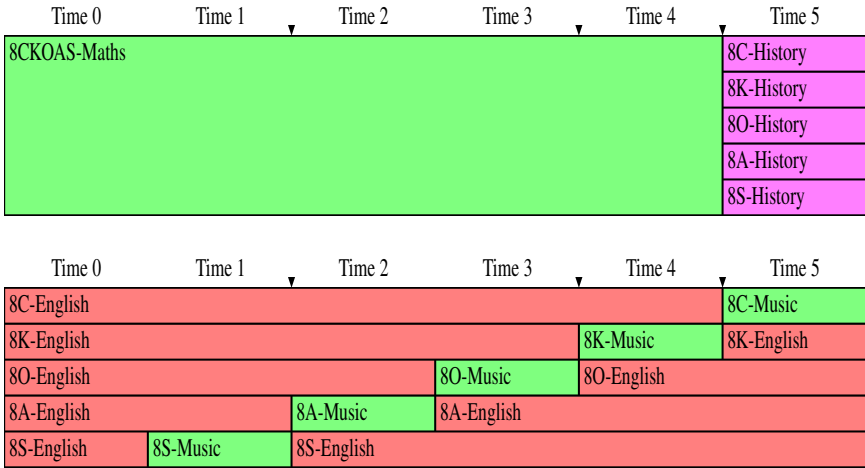 Time 0 Time 1 Time 2 Time 3 Time 4 Time 5
8CKOAS-Maths 8C-History
8K-History
8O-History
8A-History
8S-History
Time 0 Time 1 Time 2 Time 3 Time 4 Time 5
8C-English 8C-Music
8K-English 8K-Music 8K-English
8O-English 8O-Music 8O-English
8A-English 8A-Music 8A-English
8S-English 8S-Music 8S-English